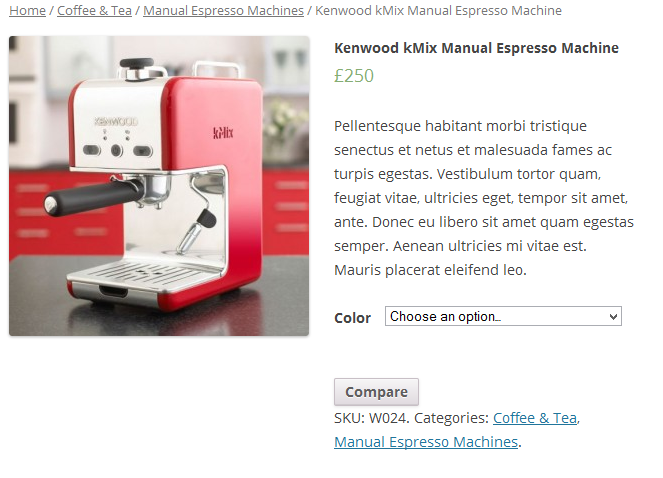 Home / Coffee & Tea / Manual Espresso Machines / Kenwood kMix Manual Espresso Machine
KENWOOD
kMix
Kenwood kMix Manual Espresso Machine
£250
Pellentesque habitant morbi tristique
senectus et netus et malesuada fames ac
turpis egestas. Vestibulum tortor quam,
feugiat vitae, ultricies eget, tempor sit amet,
ante. Donec eu libero sit amet quam egestas
semper. Aenean ultricies mi vitae est.
Mauris placerat eleifend leo.
Color Choose an option…
Compare
SKU: W024. Categories: Coffee & Tea,
Manual Espresso Machines.